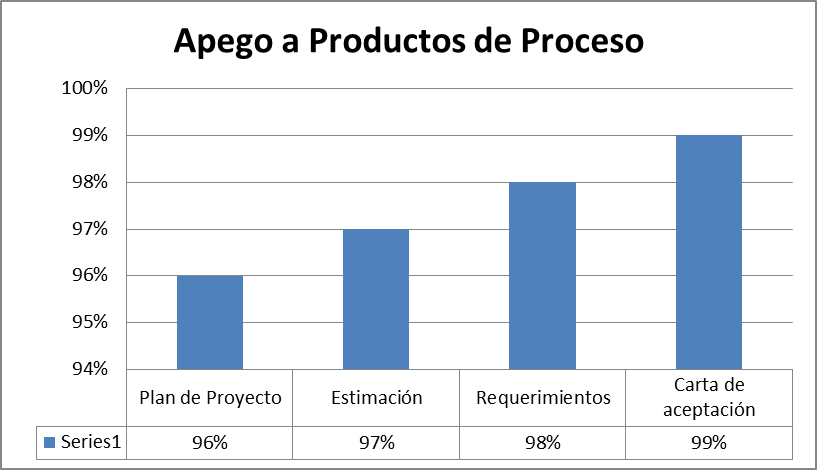 Apego a Productos de Proceso
100%
99%
98%
97%
96%
95%
94%
Plan de Proyecto
Estimación
Requerimientos
Carta de
aceptación
Series1
96%
97%
98%
99%